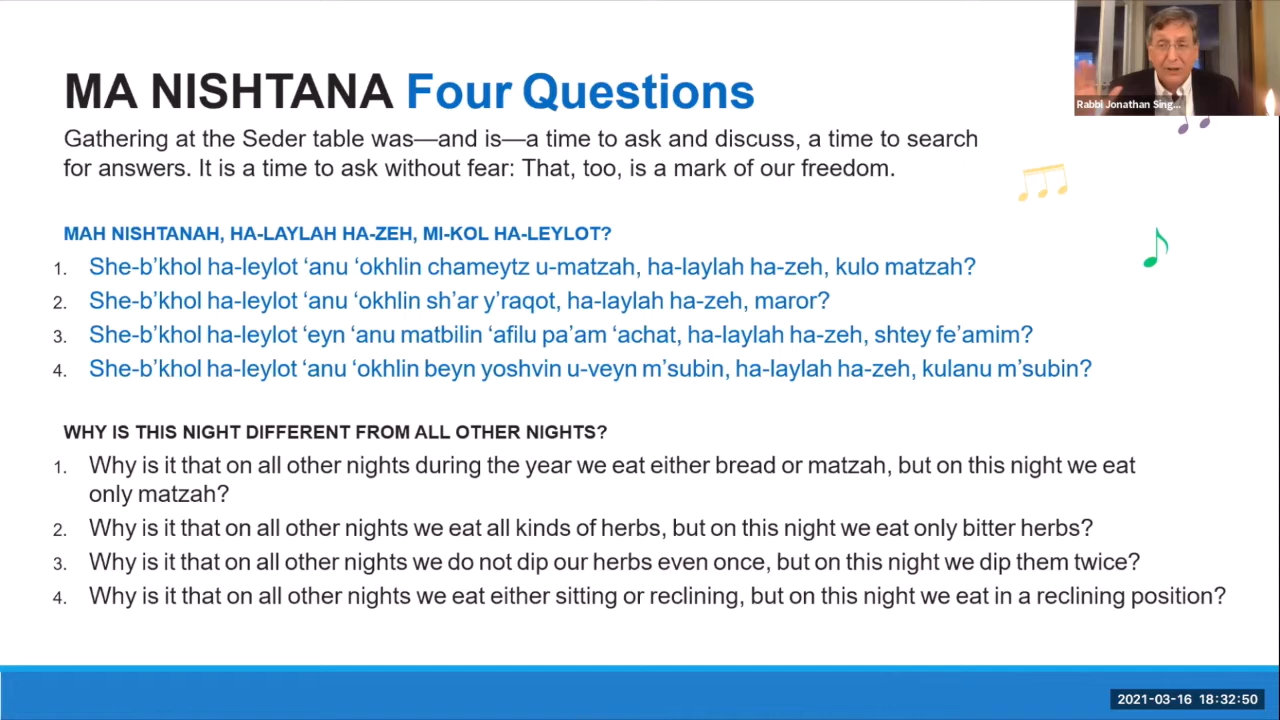 MA NISHTANA Four Questions
Gathering at the Seder table was—and is—a time to ask and discuss, a time to search
for answers. It is a time to ask without fear: That, too, is a mark of our freedom.
Rabbi Jonathan Sing...
MAH NISHTANAH, HA-LAYLAH HA-ZEH, MI-KOL HA-LEYLOT?
1. She-b’khol ha-leylot ‘anu ‘okhlin chameytz u-matzah, ha-laylah ha-zeh, kulo matzah?
2. She-b’khol ha-leylot ‘anu ‘okhlin sh’ar y’raqot, ha-laylah ha-zeh, maror?
3. She-b’khol ha-leylot ‘eyn ‘anu matbilin ‘afilu pa’am ‘achat, ha-laylah ha-zeh, shtey fe’amim?
4. She-b’khol ha-leylot ‘anu ‘okhlin beyn yoshvin u-veyn m’subin, ha-laylah ha-zeh, kulanu m’subin?
WHY IS THIS NIGHT DIFFERENT FROM ALL OTHER NIGHTS?
1. Why is it that on all other nights during the year we eat either bread or matzah, but on this night we eat
only matzah?
2. Why is it that on all other nights we eat all kinds of herbs, but on this night we eat only bitter herbs?
3. Why is it that on all other nights we do not dip our herbs even once, but on this night we dip them twice?
4. Why is it that on all other nights we eat either sitting or reclining, but on this night we eat in a reclining position?
2021-03-16 18:32:50